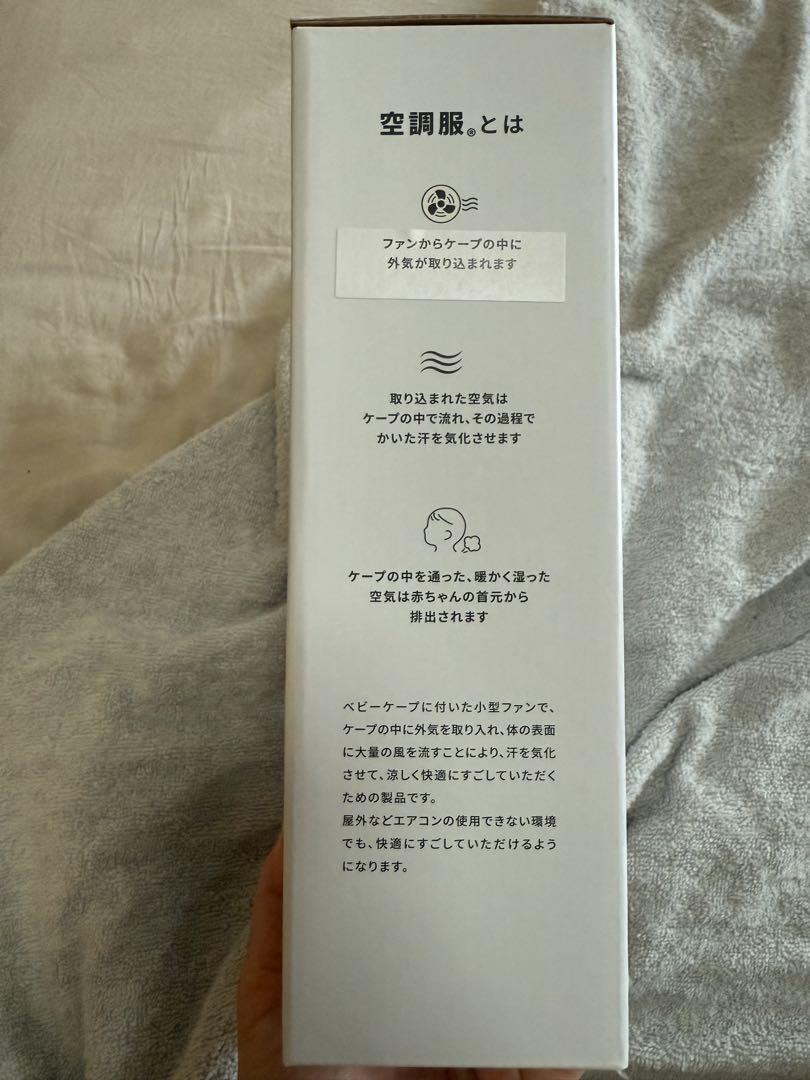 空調服®とは
ファンからケープの中に
外気が取り込まれます
取り込まれた空気は
ケープの中で流れ、その過程で
かいた汗を気化させます
ケープの中を通った、暖かく湿った
空気は赤ちゃんの首元から
排出されます
ベビーケープに付いた小型ファンで、
ケープの中に外気を取り入れ、体の表面
に大量の風を流すことにより、汗を気化
させて、涼しく快適にすごしていただく
ための製品です。
屋外などエアコンの使用できない環境
でも、快適にすごしていただけるよう
になります。